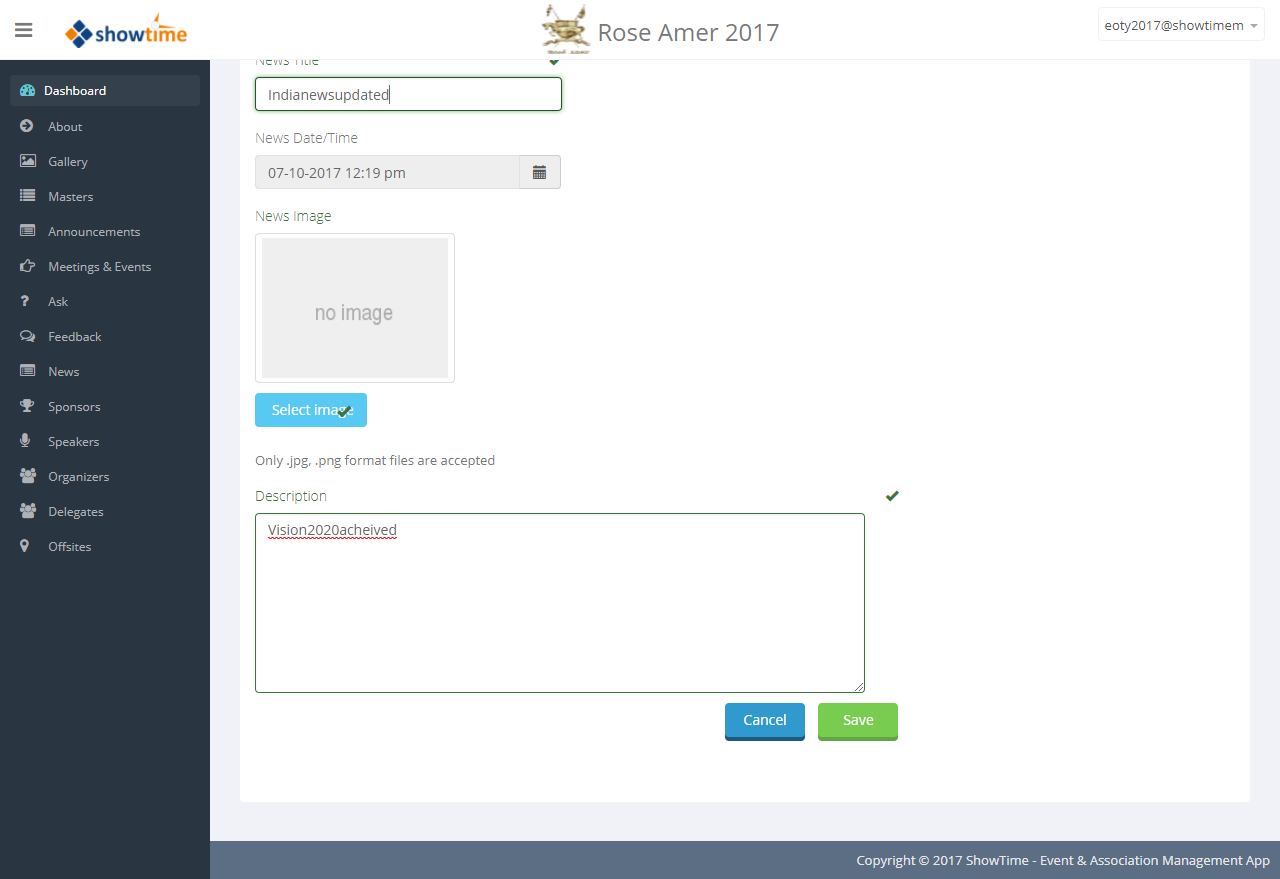 showtime
Rose Amer 2017
eoty2017@showtimem
Dashboard
About
Gallery
Masters
Announcements
Meetings & Events
Ask
Feedback
News
Sponsors
Speakers
Organizers
Delegates
Offsites
News Title
Indianewsupdated
News Date/Time
07-10-2017 12:19 pm
News Image
no image
Select image
Only .jpg, .png format files are accepted
Description
Vision2020acheived
Cancel
Save
Copyright © 2017 ShowTime - Event & Association Management App